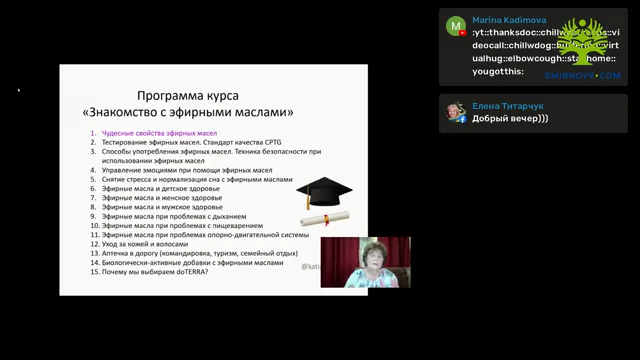 Программа курса
«Знакомство с эфирными маслами»
1. Чудесные свойства эфирных масел
2. Тестирование эфирных масел. Стандарт качества CPTG
3. Способы употребления эфирных масел. Техника безопасности при
использовании эфирных масел
4. Управление эмоциями при помощи эфирных масел
5. Снятие стресса и нормализация сна с эфирными маслами
6. Эфирные масла и детское здоровье
7. Эфирные масла и женское здоровье
8. Эфирные масла и мужское здоровье
9. Эфирные масла при проблемах с дыханием
10. Эфирные масла при проблемах с пищеварением
11. Эфирные масла при проблемах опорно-двигательной системы
12. Уход за кожей и волосами
13. Аптечка в дорогу (командировка, туризм, семейный отдых)
14. Биологически-активные добавки с эфирными маслами
15. Почему мы выбираем doTERRA?
Marina Kadimova
M
:yt::thanksdoc::chillw
videocall::chillwdog:
virtualhug::elbowcough::st
home::
yougotthis:
SMIRNOVY.COM
Елена Титарчук
Добрый вечер)))